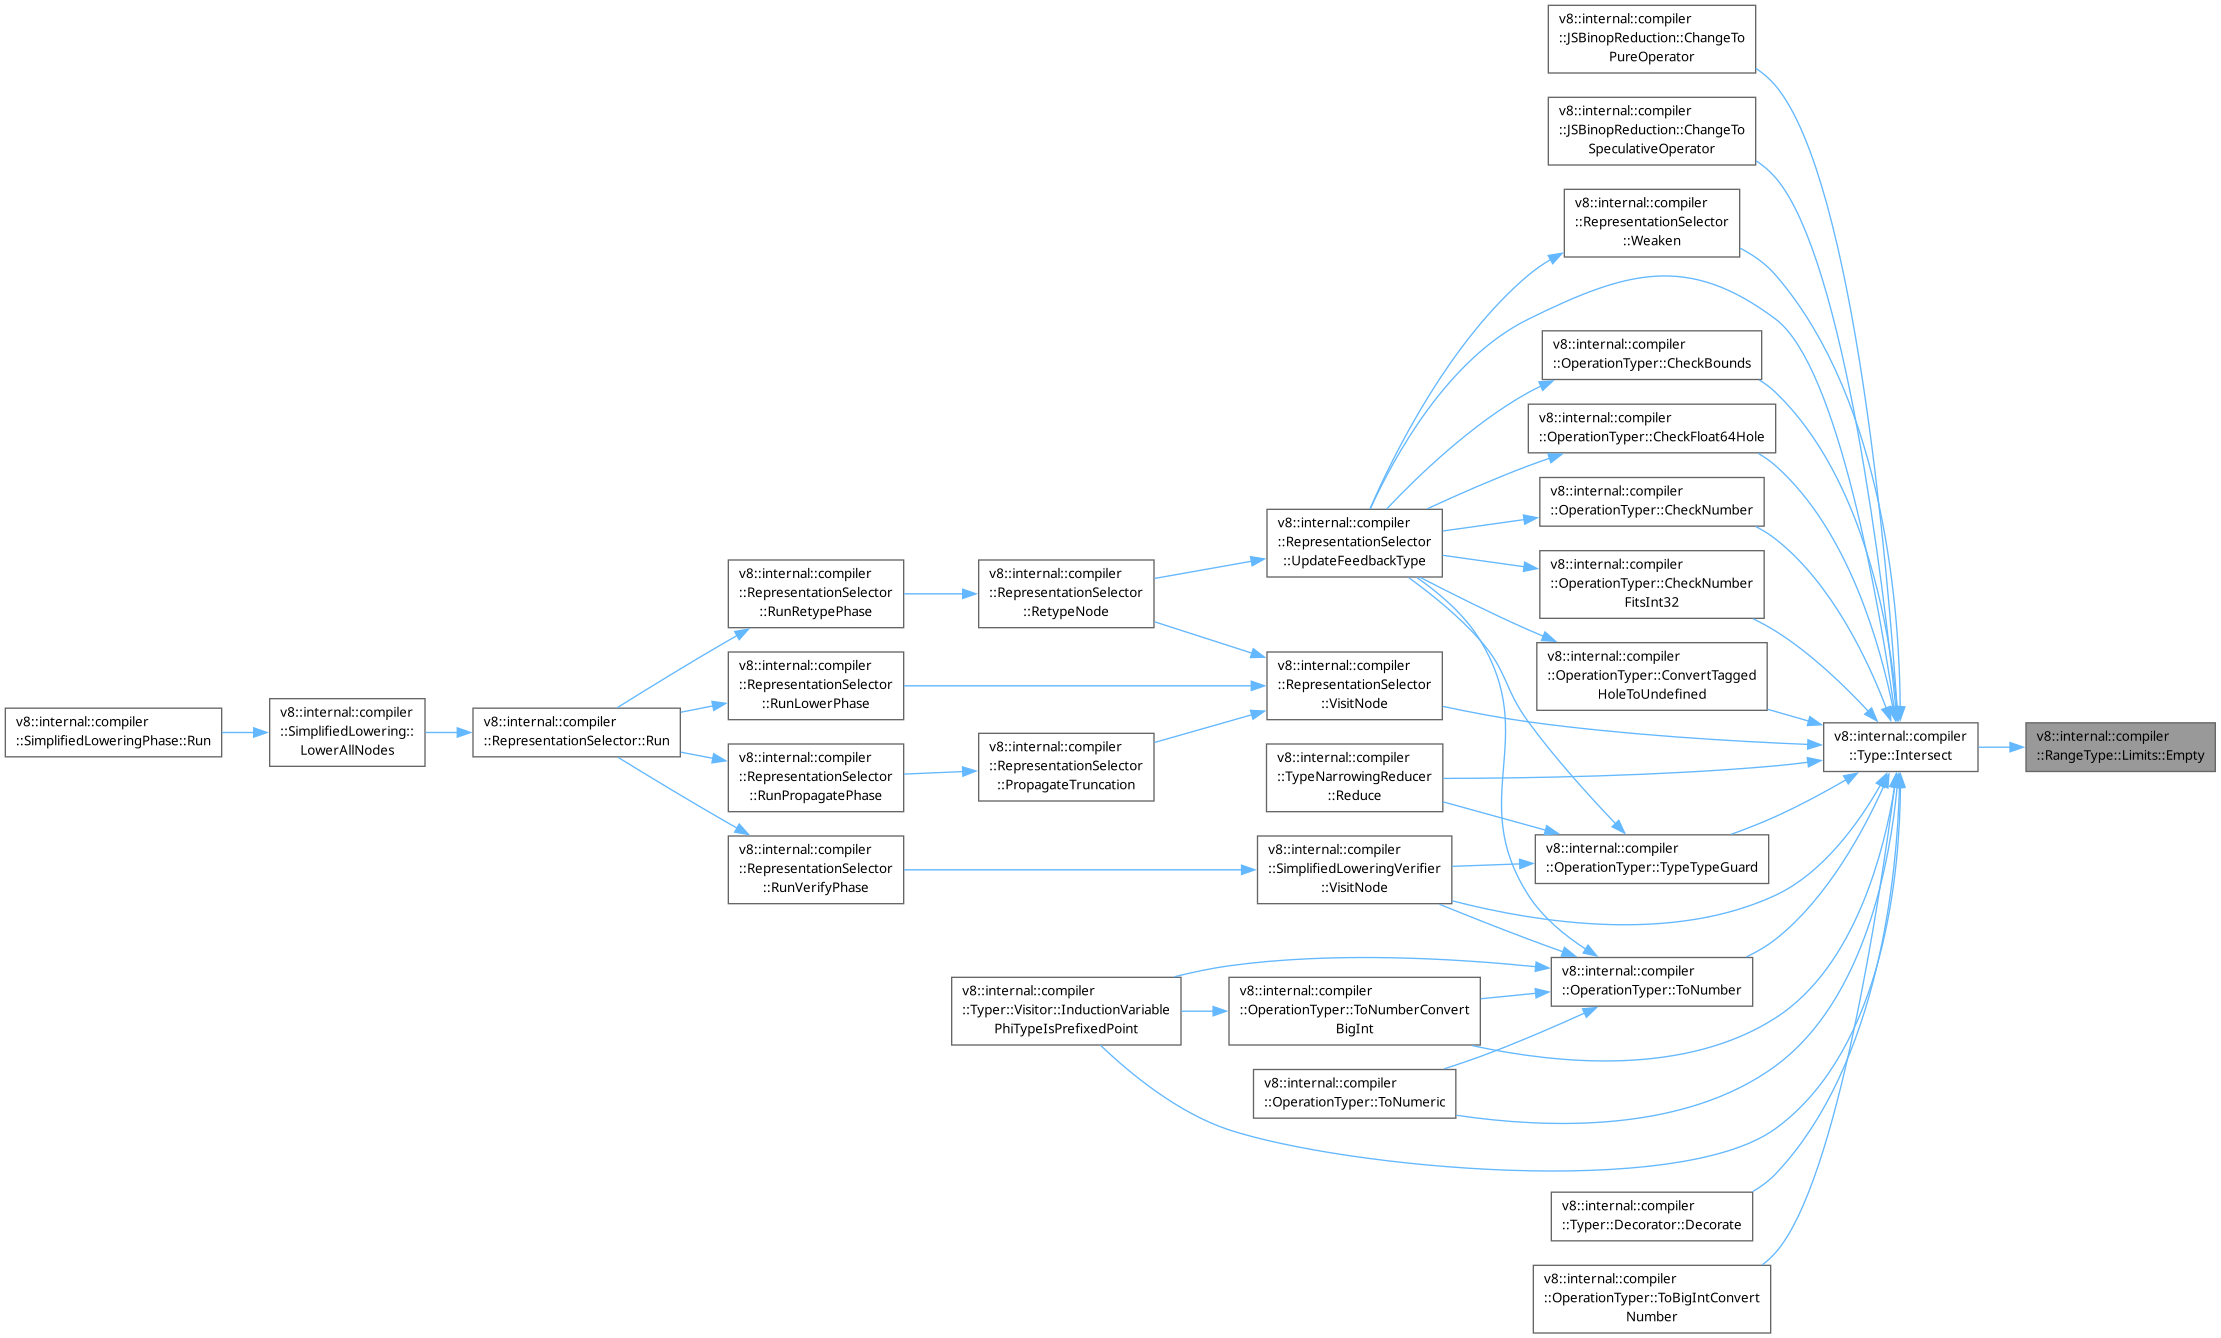 v8::internal::compiler
::JSBinopReduction::ChangeTo
PureOperator
v8::internal::compiler
::JSBinopReduction::ChangeTo
SpeculativeOperator
v8::internal::compiler
::RepresentationSelector
::Weaken
v8::internal::compiler
::OperationTyper::CheckBounds
v8::internal::compiler
::OperationTyper::CheckFloat64Hole
v8::internal::compiler
::OperationTyper::CheckNumber
v8::internal::compiler
::RepresentationSelector
::UpdateFeedbackType
v8::internal::compiler
::OperationTyper::CheckNumber
FitsInt32
v8::internal::compiler
::RepresentationSelector
::RunRetypePhase
v8::internal::compiler
::RepresentationSelector
::RetypeNode
v8::internal::compiler
::OperationTyper::ConvertTagged
HoleToUndefined
v8::internal::compiler
::RepresentationSelector
::RunLowerPhase
v8::internal::compiler
::RepresentationSelector
::VisitNode
v8::internal::compiler
::SimplifiedLoweringPhase::Run
v8::internal::compiler
::SimplifiedLowering::
LowerAllNodes
v8::internal::compiler
::RepresentationSelector::Run
v8::internal::compiler
::Type::Intersect
v8::internal::compiler
::RangeType::Limits::Empty
v8::internal::compiler
::RepresentationSelector
::RunPropagatePhase
v8::internal::compiler
::RepresentationSelector
::PropagateTruncation
v8::internal::compiler
::TypeNarrowingReducer
::Reduce
v8::internal::compiler
::RepresentationSelector
::RunVerifyPhase
v8::internal::compiler
::SimplifiedLoweringVerifier
::VisitNode
v8::internal::compiler
::OperationTyper::TypeTypeGuard
v8::internal::compiler
::OperationTyper::ToNumber
v8::internal::compiler
::Typer::Visitor::InductionVariable
PhiTypeIsPrefixedPoint
v8::internal::compiler
::OperationTyper::ToNumberConvert
BigInt
v8::internal::compiler
::OperationTyper::ToNumeric
v8::internal::compiler
::Typer::Decorator::Decorate
v8::internal::compiler
::OperationTyper::ToBigIntConvert
Number